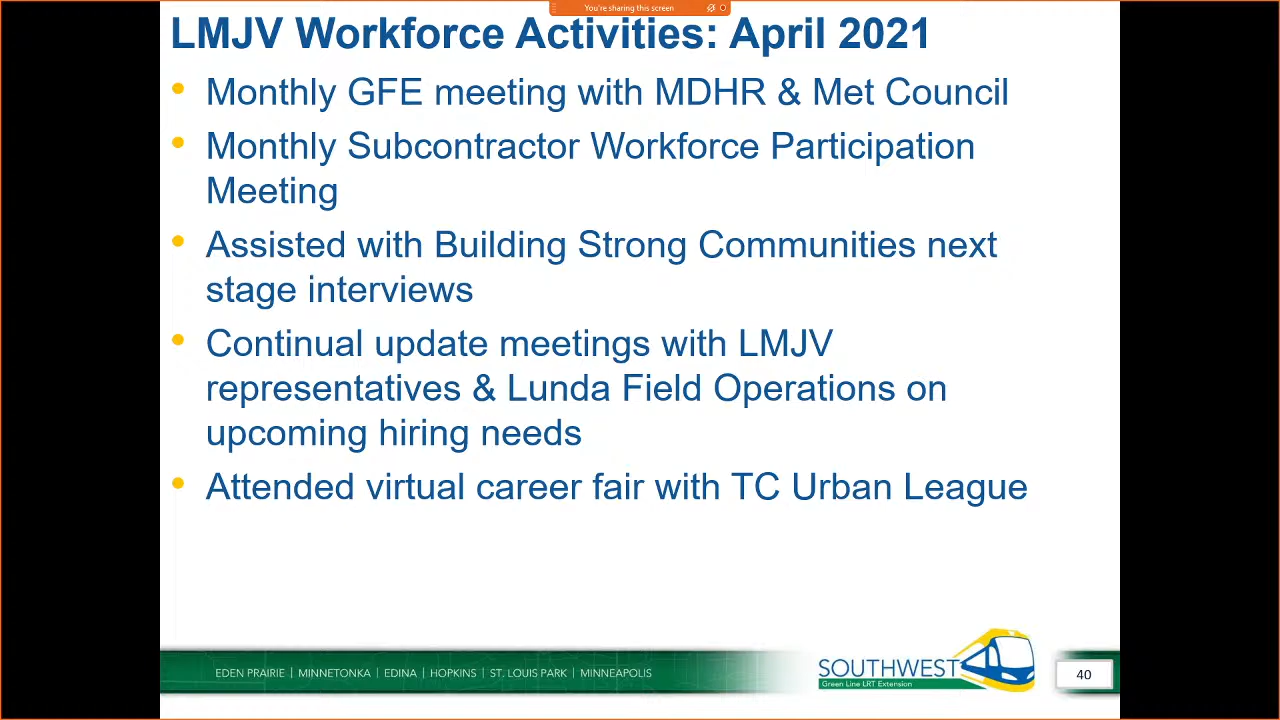 You're sharing this screen
LMJV Workforce Activities: April 2021
• Monthly GFE meeting with MDHR & Met Council
• Monthly Subcontractor Workforce Participation
Meeting
• Assisted with Building Strong Communities next
stage interviews
• Continual update meetings with LMJV
representatives & Lunda Field Operations on
upcoming hiring needs
• Attended virtual career fair with TC Urban League
EDEN PRAIRIE | MINNETONKA | EDINA | HOPKINS | ST. LOUIS PARK | MINNEAPOLIS
SOUTHWEST
Green Line LRT Extension
40